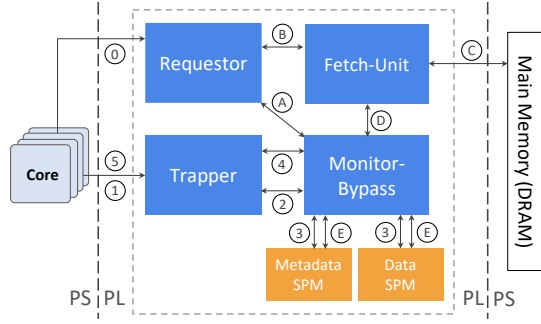 B
C
0
Requestor
Fetch-Unit
A
D
Core
5
1
Trapper
4
2
Monitor-
Bypass
Main Memory (DRAM)
3
E
3
E
Metadata
SPM
Data
SPM
PS
PL
PL
PS